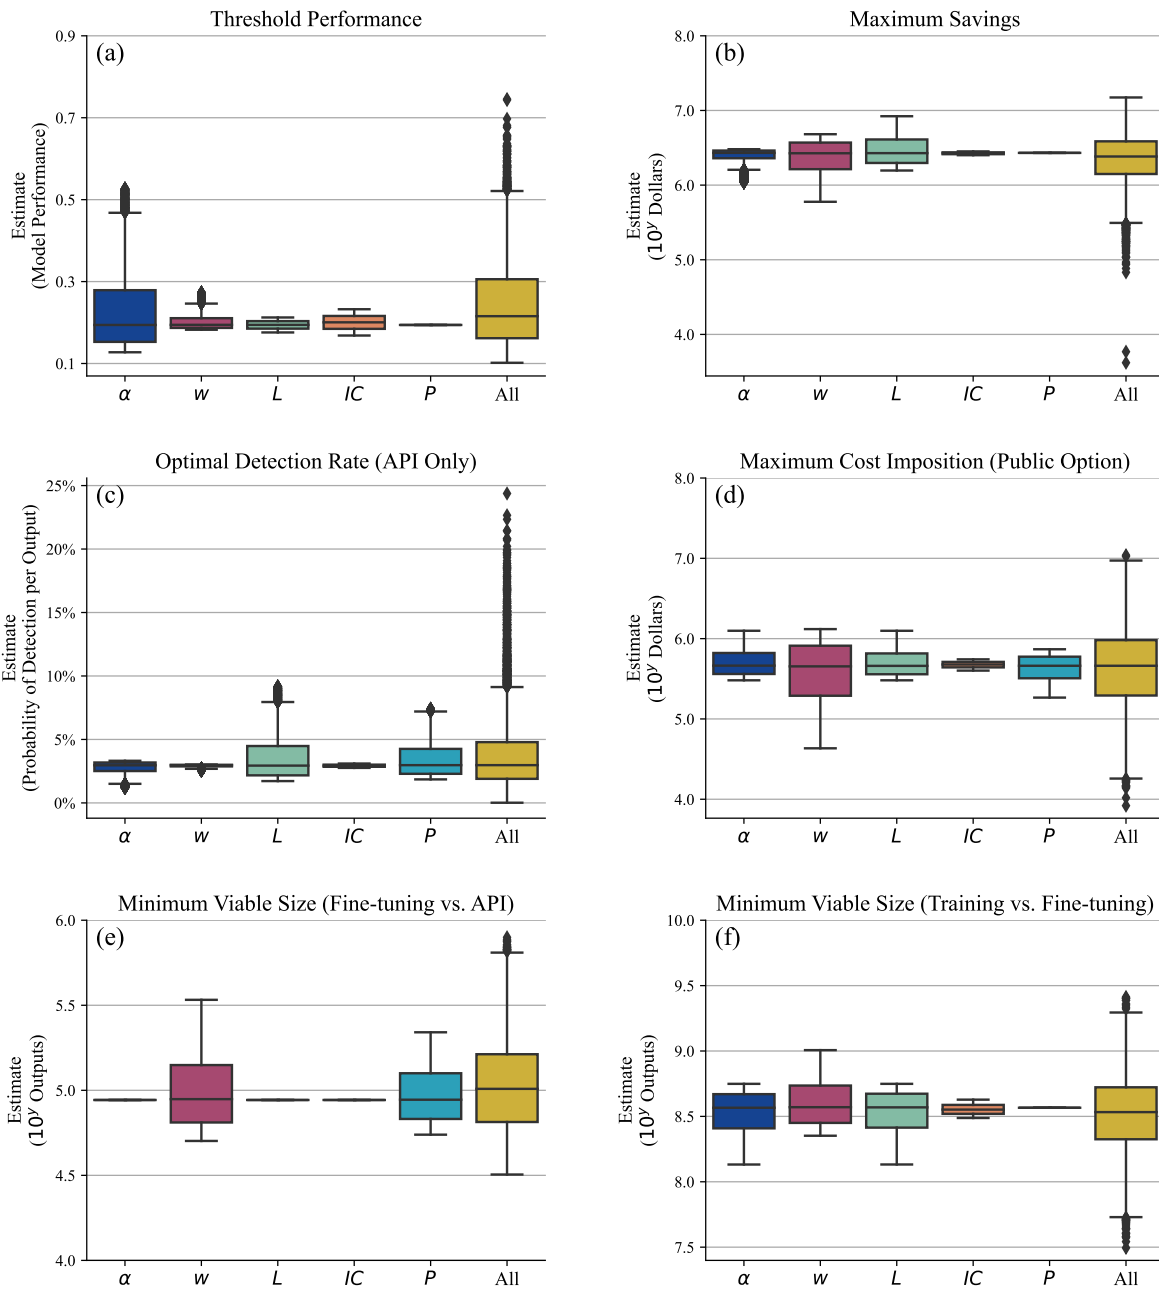 Threshold Performance
(a)
0.9
0.7
0.5
0.3
0.1
Estimate
(Model Performance)
α w L IC P All
Maximum Savings
(b)
8.0
7.0
6.0
5.0
4.0
Estimate
(10^y Dollars)
α w L IC P All
Optimal Detection Rate (API Only)
(c)
25%
20%
15%
10%
5%
0%
Estimate
(Probability of Detection per Output)
α w L IC P All
Maximum Cost Imposition (Public Option)
(d)
8.0
7.0
6.0
5.0
4.0
Estimate
(10^y Dollars)
α w L IC P All
Minimum Viable Size (Fine-tuning vs. API)
(e)
6.0
5.5
5.0
4.5
4.0
Estimate
(10^y Outputs)
α w L IC P All
Minimum Viable Size (Training vs. Fine-tuning)
(f)
10.0
9.5
9.0
8.5
8.0
7.5
Estimate
(10^y Outputs)
α w L IC P All